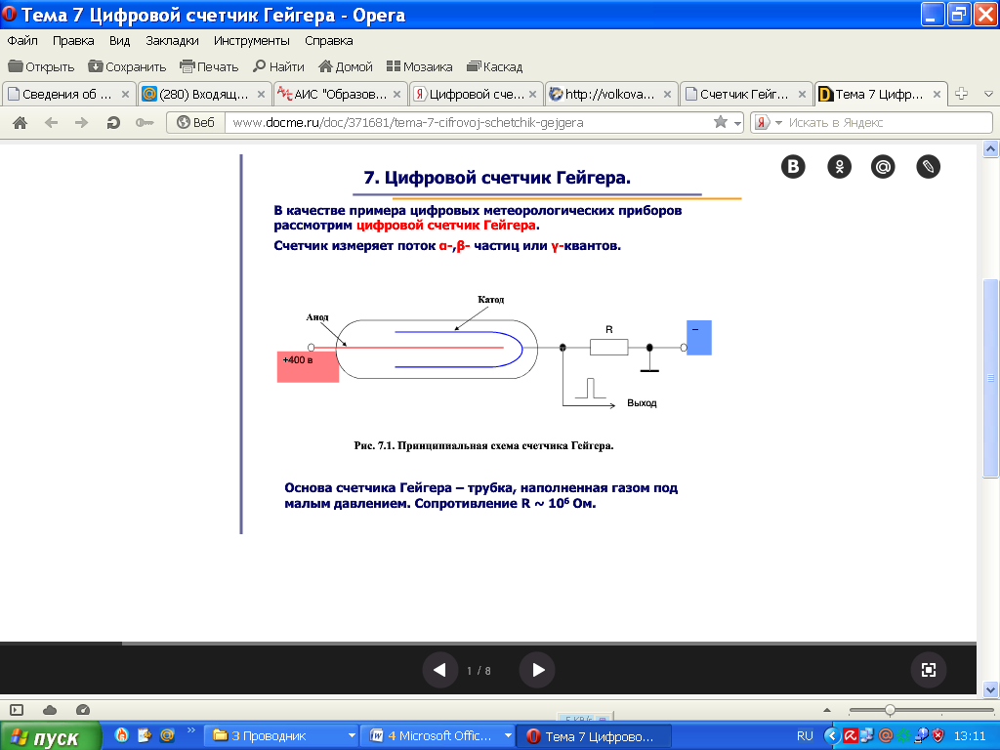 Тема 7 Цифровой счетчик Гейгера - Opera
Файл Правка Вид Закладки Инструменты Справка
Открыть Сохранить Печать Найти Домой Мозаика Каскад
Сведения об ... (280) Входящ... АИС "Образов... Цифровой сче... http://volkova... Счетчик Гейг... Тема 7 Цифр...
Веб www.docme.ru/doc/371681/tema-7-cifrovoj-schetchik-gejgera Искать в Яндекс
7. Цифровой счетчик Гейгера.
В качестве примера цифровых метеорологических приборов
рассмотрим цифровой счетчик Гейгера.
Счетчик измеряет поток α-,β- частиц или γ-квантов.
Катод
Анод
R
–
+400 в
Выход
Рис. 7.1. Принципиальная схема счетчика Гейгера.
Основа счетчика Гейгера – трубка, наполненная газом под
малым давлением. Сопротивление R ~ 10⁶ Ом.
1 / 8
пуск 3 Проводник 4 Microsoft Offic... Тема 7 Цифрово... RU 13:11